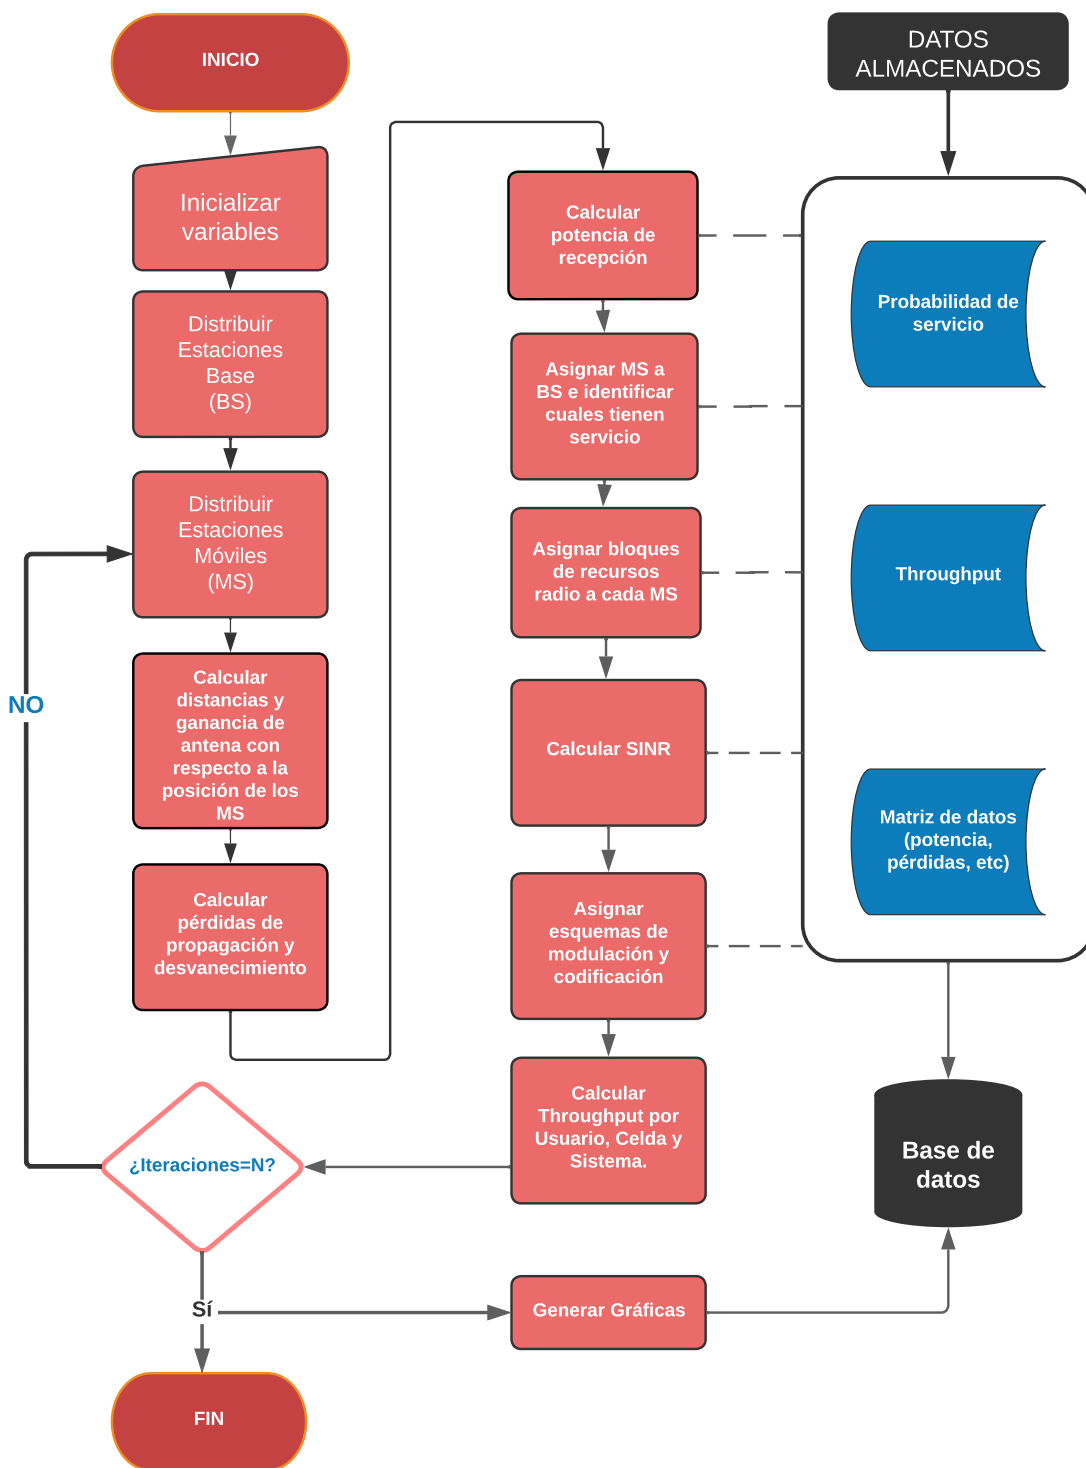 INICIO
Inicializar
variables
Distribuir
Estaciones
Base
(BS)
Distribuir
Estaciones
Móviles
(MS)
Calcular
distancias y
ganancia de
antena con
respecto a la
posición de los
MS
Calcular
pérdidas de
propagación y
desvanecimiento
Calcular
potencia de
recepción
Asignar MS a
BS e identificar
cuales tienen
servicio
Asignar bloques
de recursos
radio a cada MS
Calcular SINR
Asignar
esquemas de
modulación y
codificación
Calcular
Throughput por
Usuario, Celda y
Sistema.
¿Iteraciones=N?
NO
Sí
Generar Gráficas
FIN
DATOS
ALMACENADOS
Probabilidad de
servicio
Throughput
Matriz de datos
(potencia,
pérdidas, etc)
Base de
datos